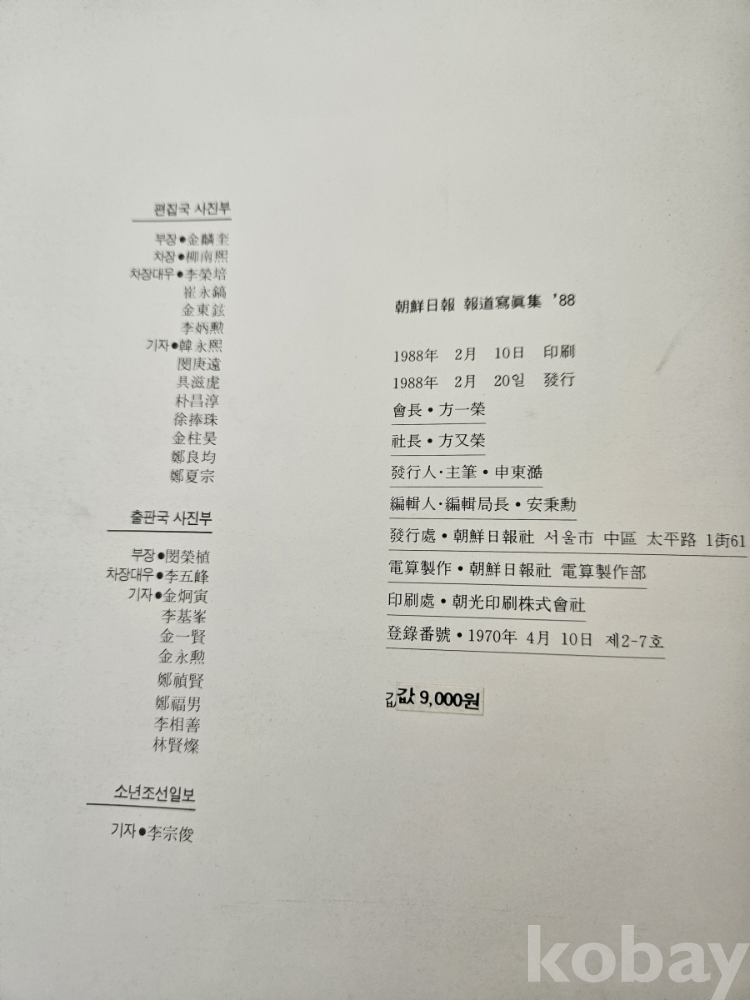 편집국 사진부
부장●金麟奎
차장●柳南熙
차장대우●李榮培
崔永鎬
金東鉉
李炳勲
기자●韓永熙
閔庚遠
具滋虎
朴昌淳
徐捧珠
金柱昊
鄭良均
鄭夏宗
출판국 사진부
부장●閔榮植
차장대우●李五峰
기자●金炯寅
李基峯
金一賢
金永勲
鄭禎賢
鄭福男
李相善
林賢燦
소년조선일보
기자●李宗俊
朝鮮日報 報道寫眞集 '88
1988年 2月 10日 印刷
1988年 2月 20일 發行
會長·方一榮
社長·方又榮
發行人·主筆·申東澔
編輯人·編輯局長·安秉勲
發行處·朝鮮日報社 서울市 中區 太平路 1街61
電算製作·朝鮮日報社 電算製作部
印刷處·朝光印刷株式會社
登錄番號·1970年 4月 10日 제2-7호
값 값 9,000원
kobay